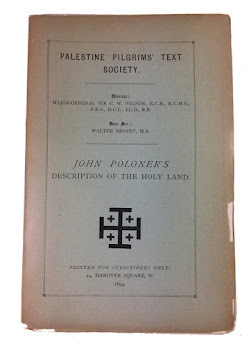 PALESTINE PILGRIMS' TEXT
SOCIETY.
Director:
MAJOR-GENERAL SIR C. W. WILSON, K.C.B., K.C.M.G.,
F.R.S., D.C.L., LL.D., R.E.
Hon. Sec.:
WALTER BESANT, M.A.
JOHN POLONER'S
DESCRIPTION OF THE HOLY LAND.
PRINTED FOR SUBSCRIBERS ONLY:
24, HANOVER SQUARE, W.
1894.